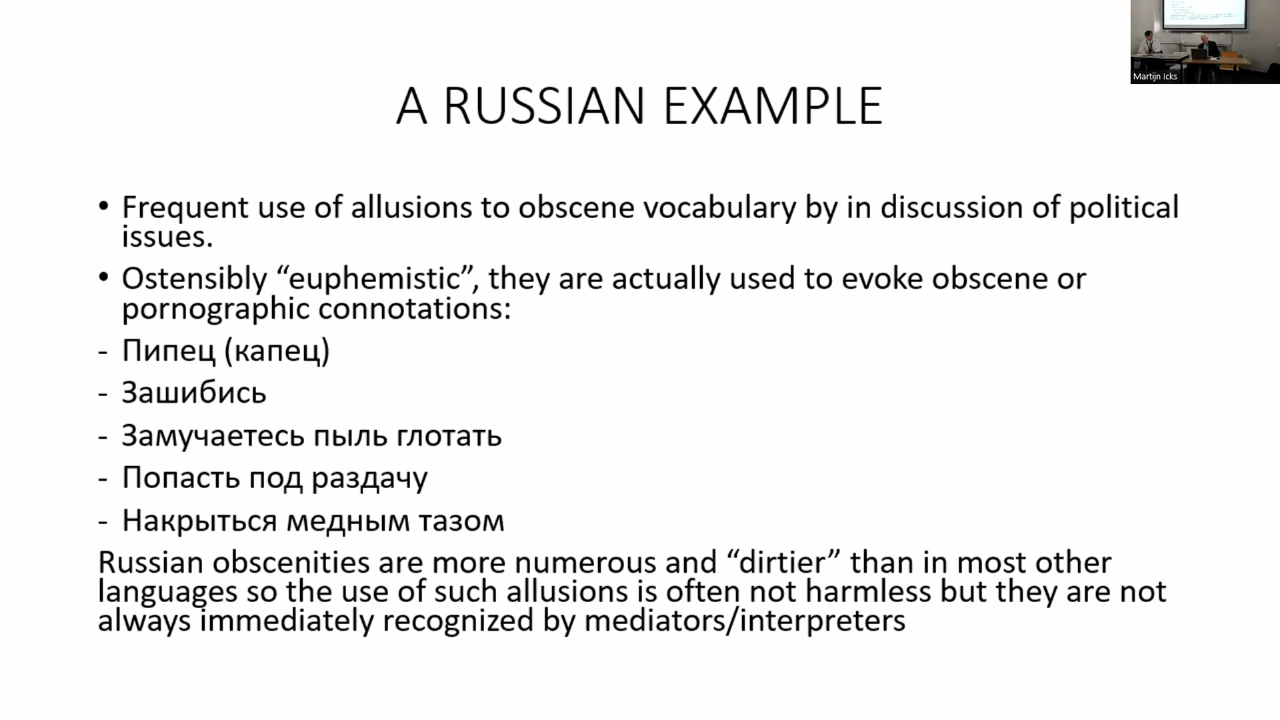 Martijn Icks
A RUSSIAN EXAMPLE
• Frequent use of allusions to obscene vocabulary by in discussion of political
issues.
• Ostensibly “euphemistic”, they are actually used to evoke obscene or
pornographic connotations:
- Пипец (капец)
- Зашибись
- Замучаетесь пыль глотать
- Попасть под раздачу
- Накрыться медным тазом
Russian obscenities are more numerous and “dirtier” than in most other
languages so the use of such allusions is often not harmless but they are not
always immediately recognized by mediators/interpreters